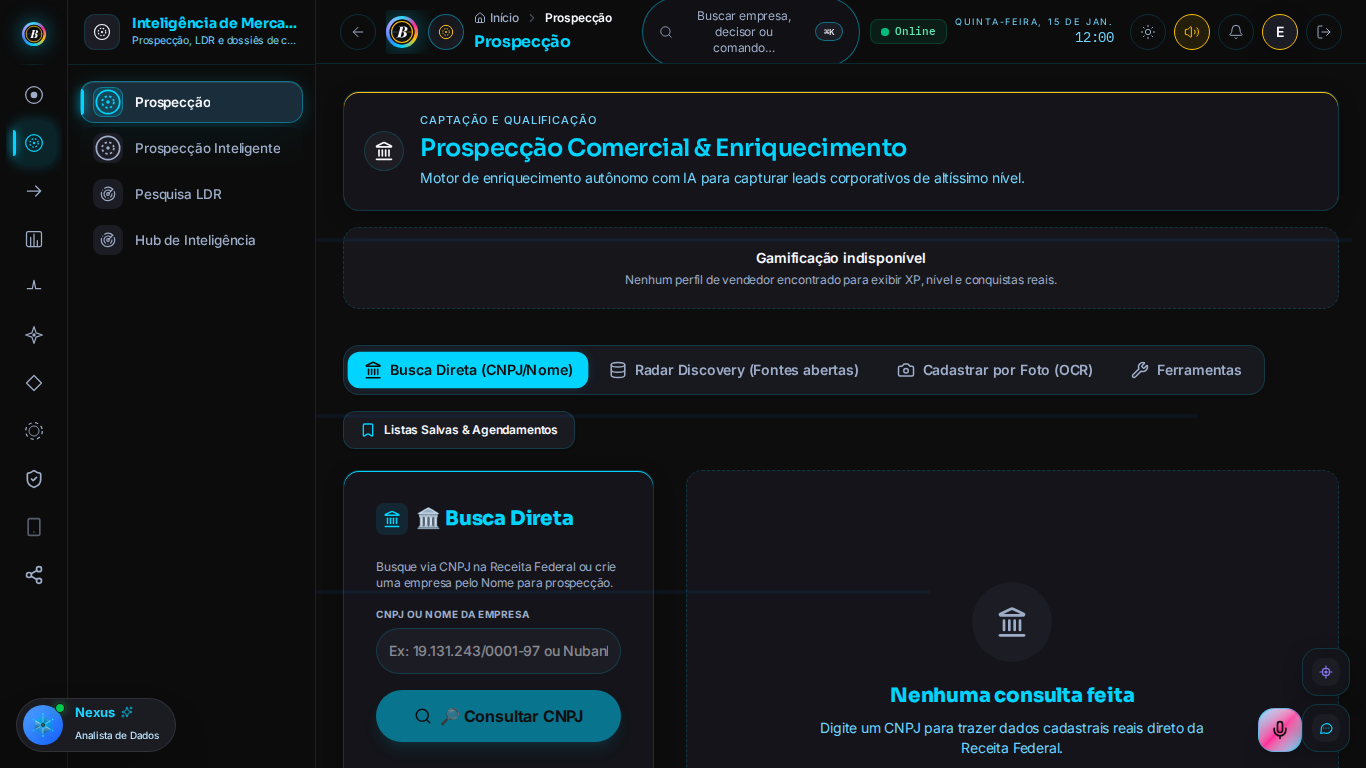 B
Inteligência de Merca...
Prospecção, LDR e dossiês de c...
Prospecção
Prospecção Inteligente
Pesquisa LDR
Hub de Inteligência
B
Início > Prospecção
Prospecção
Buscar empresa,
decisor ou
comando...
⌘K
Online
QUINTA-FEIRA, 15 DE JAN.
12:00
E
CAPTAÇÃO E QUALIFICAÇÃO
Prospecção Comercial & Enriquecimento
Motor de enriquecimento autônomo com IA para capturar leads corporativos de altíssimo nível.
Gamificação indisponível
Nenhum perfil de vendedor encontrado para exibir XP, nível e conquistas reais.
Busca Direta (CNPJ/Nome)
Radar Discovery (Fontes abertas)
Cadastrar por Foto (OCR)
Ferramentas
Listas Salvas & Agendamentos
🏛️ Busca Direta
Busque via CNPJ na Receita Federal ou crie
uma empresa pelo Nome para prospecção.
CNPJ OU NOME DA EMPRESA
Ex: 19.131.243/0001-97 ou Nuban
🔎 Consultar CNPJ
Nenhuma consulta feita
Digite um CNPJ para trazer dados cadastrais reais direto da
Receita Federal.
Nexus
Analista de Dados